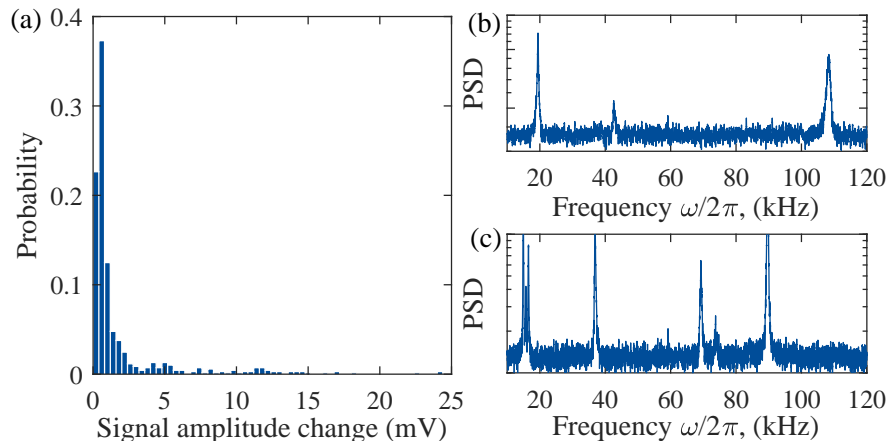 (a)
0.4
0.3
0.2
0.1
0
Probability
0 5 10 15 20 25
Signal amplitude change (mV)
(b)
PSD
20 40 60 80 100 120
Frequency ω/2π, (kHz)
(c)
PSD
20 40 60 80 100 120
Frequency ω/2π, (kHz)